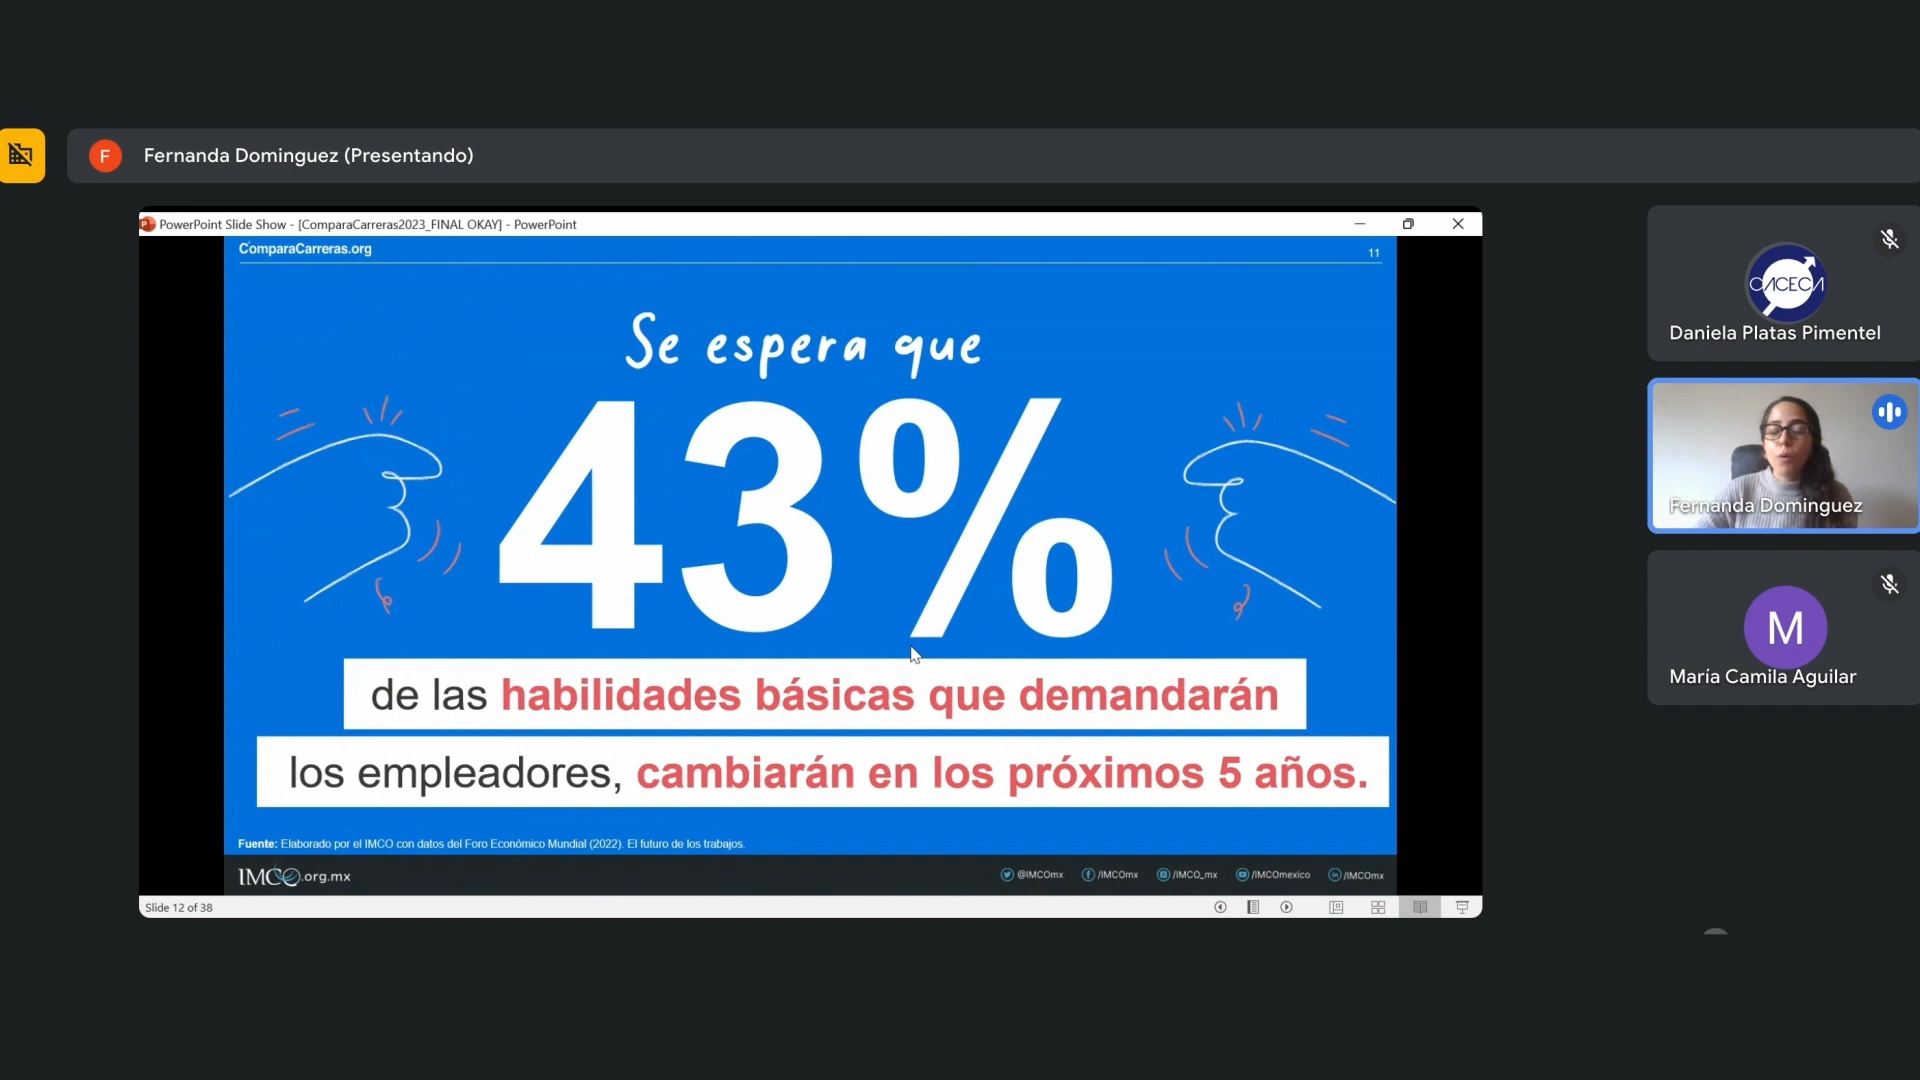 F
Fernanda Dominguez (Presentando)
PowerPoint Slide Show - [ComparaCarreras2023_FINAL OKAY] - PowerPoint
ComparaCarreras.org
11
Se espera que
43%
de las habilidades básicas que demandarán
los empleadores, cambiarán en los próximos 5 años.
Fuente: Elaborado por el IMCO con datos del Foro Económico Mundial (2022). El futuro de los trabajos.
IMCO.org.mx
@IMCOmx
/IMCOmx
/IMCO_mx
/IMCOmexico
/IMCOmx
Slide 12 of 38
CACECA
Daniela Platas Pimentel
Fernanda Dominguez
M
María Camila Aguilar